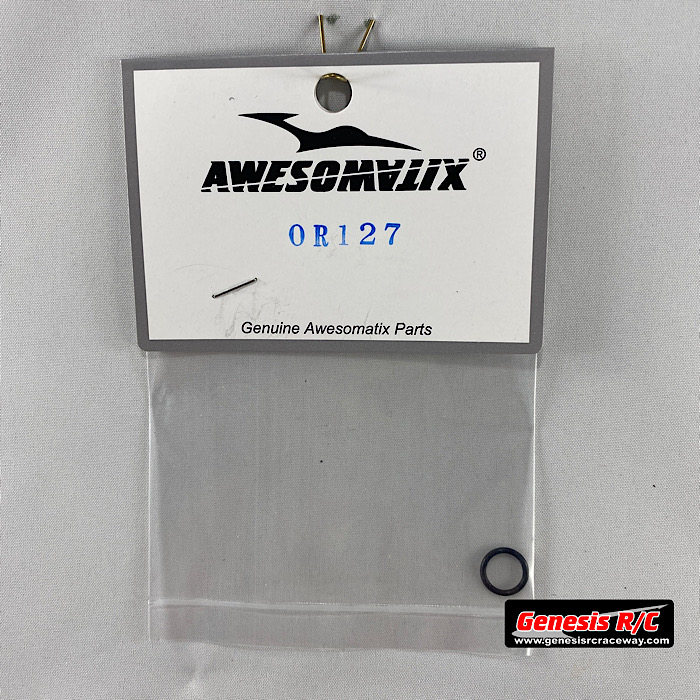 AWESOMATIX®
OR127
Genuine Awesomatix Parts
Genesis R/C
www.genesisrcraceway.com